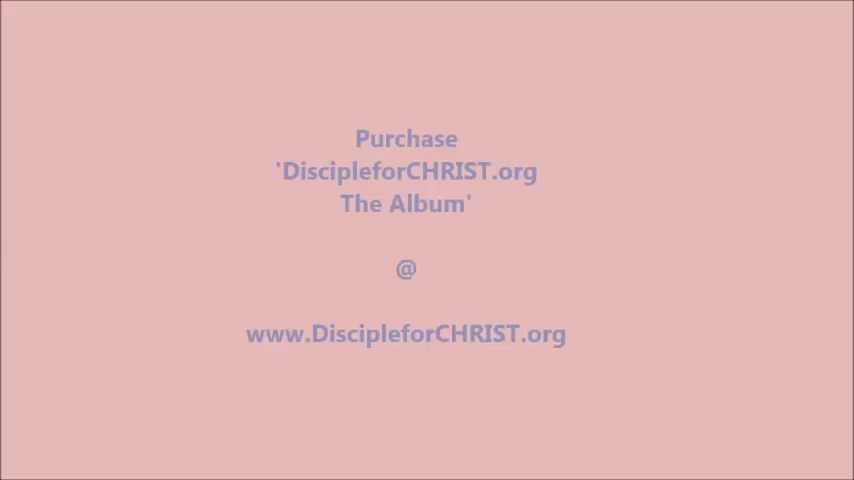 Purchase
'DiscipleforCHRIST.org
The Album'
@
www.DiscipleforCHRIST.org